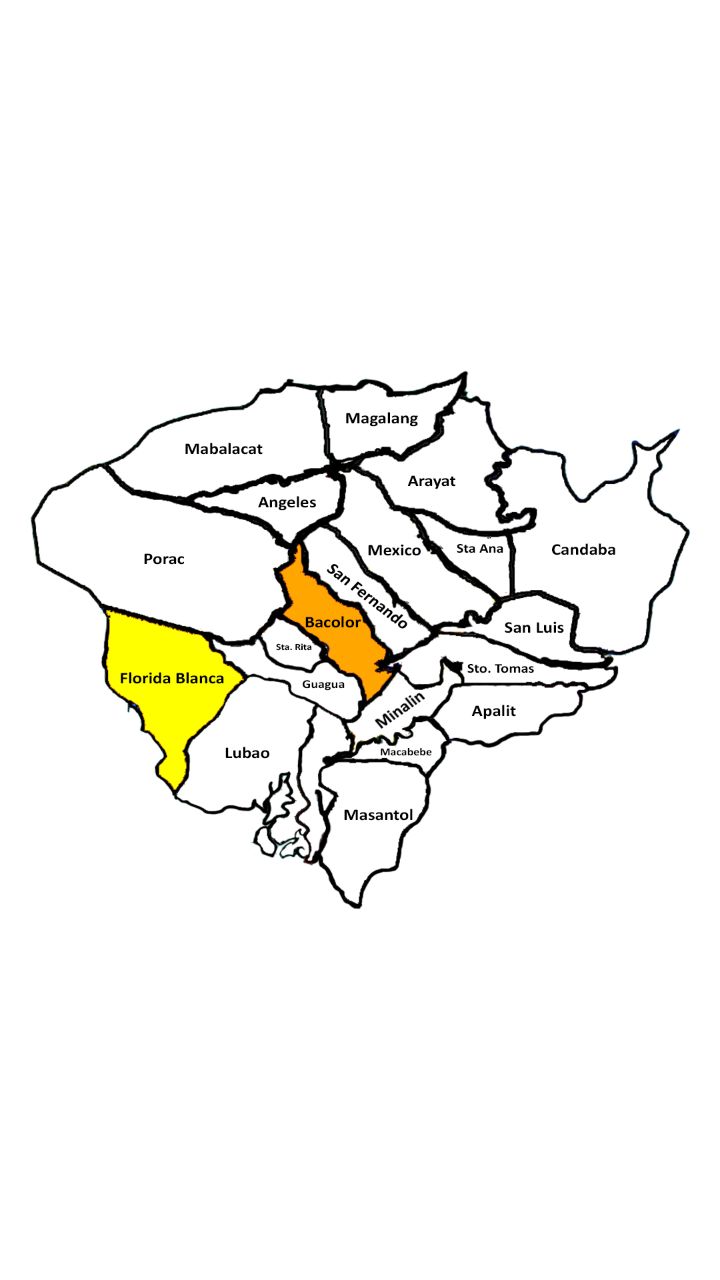 Magalang
Mabalacat
Arayat
Angeles
Mexico
Sta Ana
Candaba
Porac
San Fernando
Bacolor
San Luis
Sta. Rita
Sto. Tomas
Florida Blanca
Guagua
Minalin
Apalit
Lubao
Macabebe
Masantol